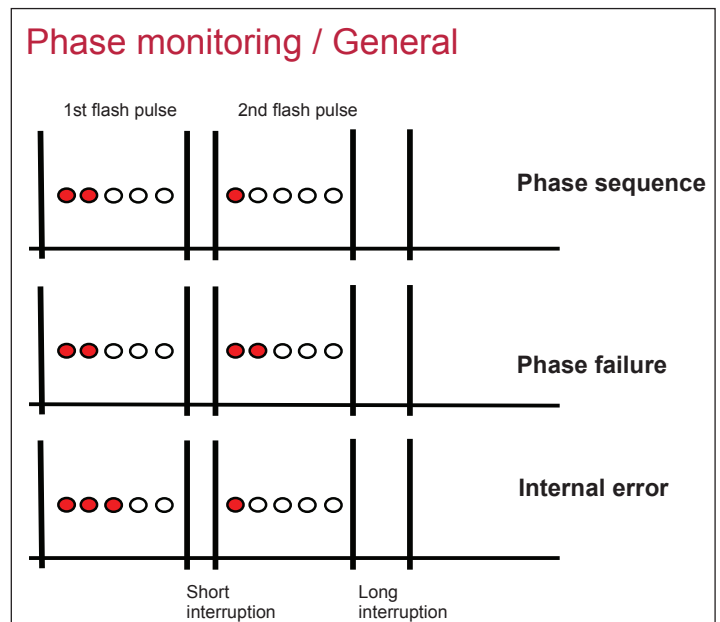 Phase monitoring / General
1st flash pulse
2nd flash pulse
Phase sequence
Phase failure
Internal error
Short
interruption
Long
interruption